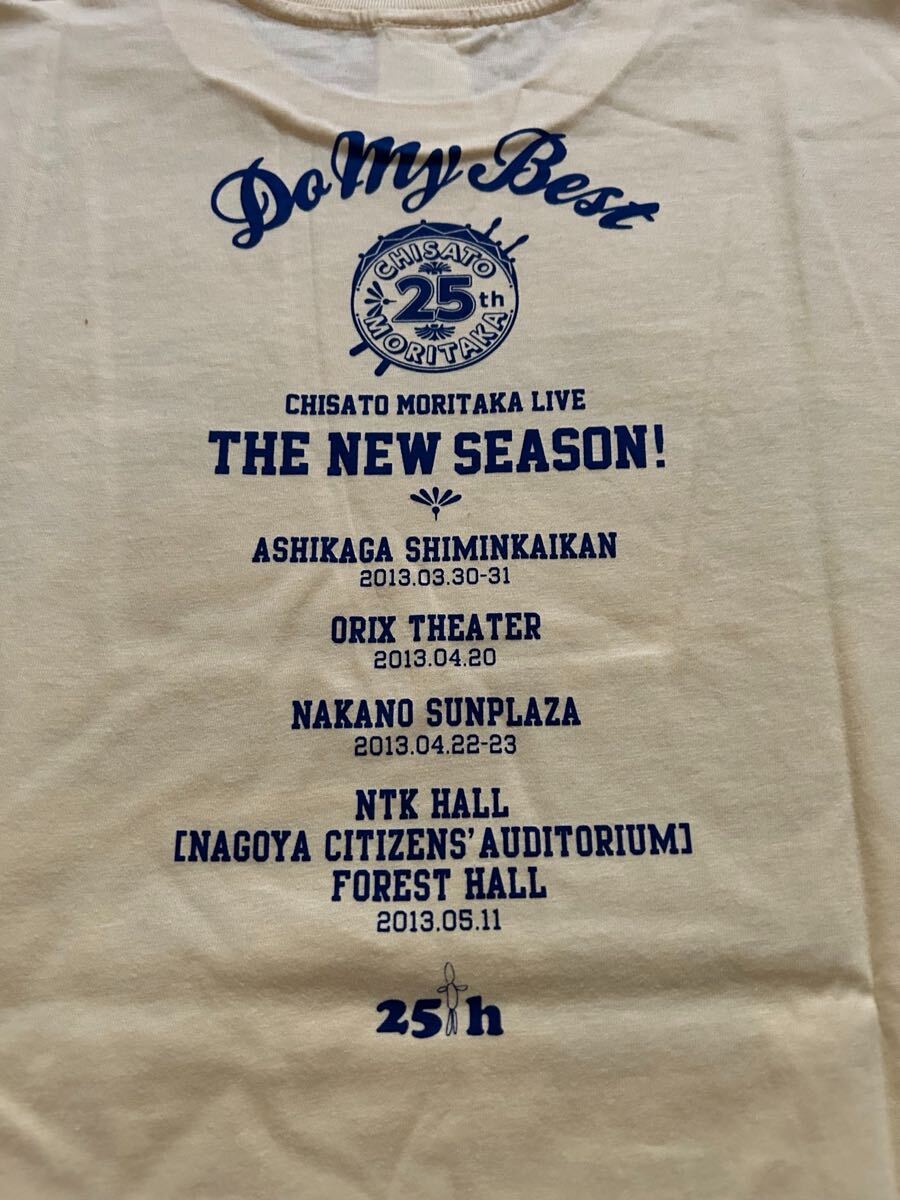 Do My Best
CHISATO
25th
MORITAKA
CHISATO MORITAKA LIVE
THE NEW SEASON!
ASHIKAGA SHIMINKAIKAN
2013.03.30-31
ORIX THEATER
2013.04.20
NAKANO SUNPLAZA
2013.04.22-23
NTK HALL
[NAGOYA CITIZENS' AUDITORIUM]
FOREST HALL
2013.05.11
25th